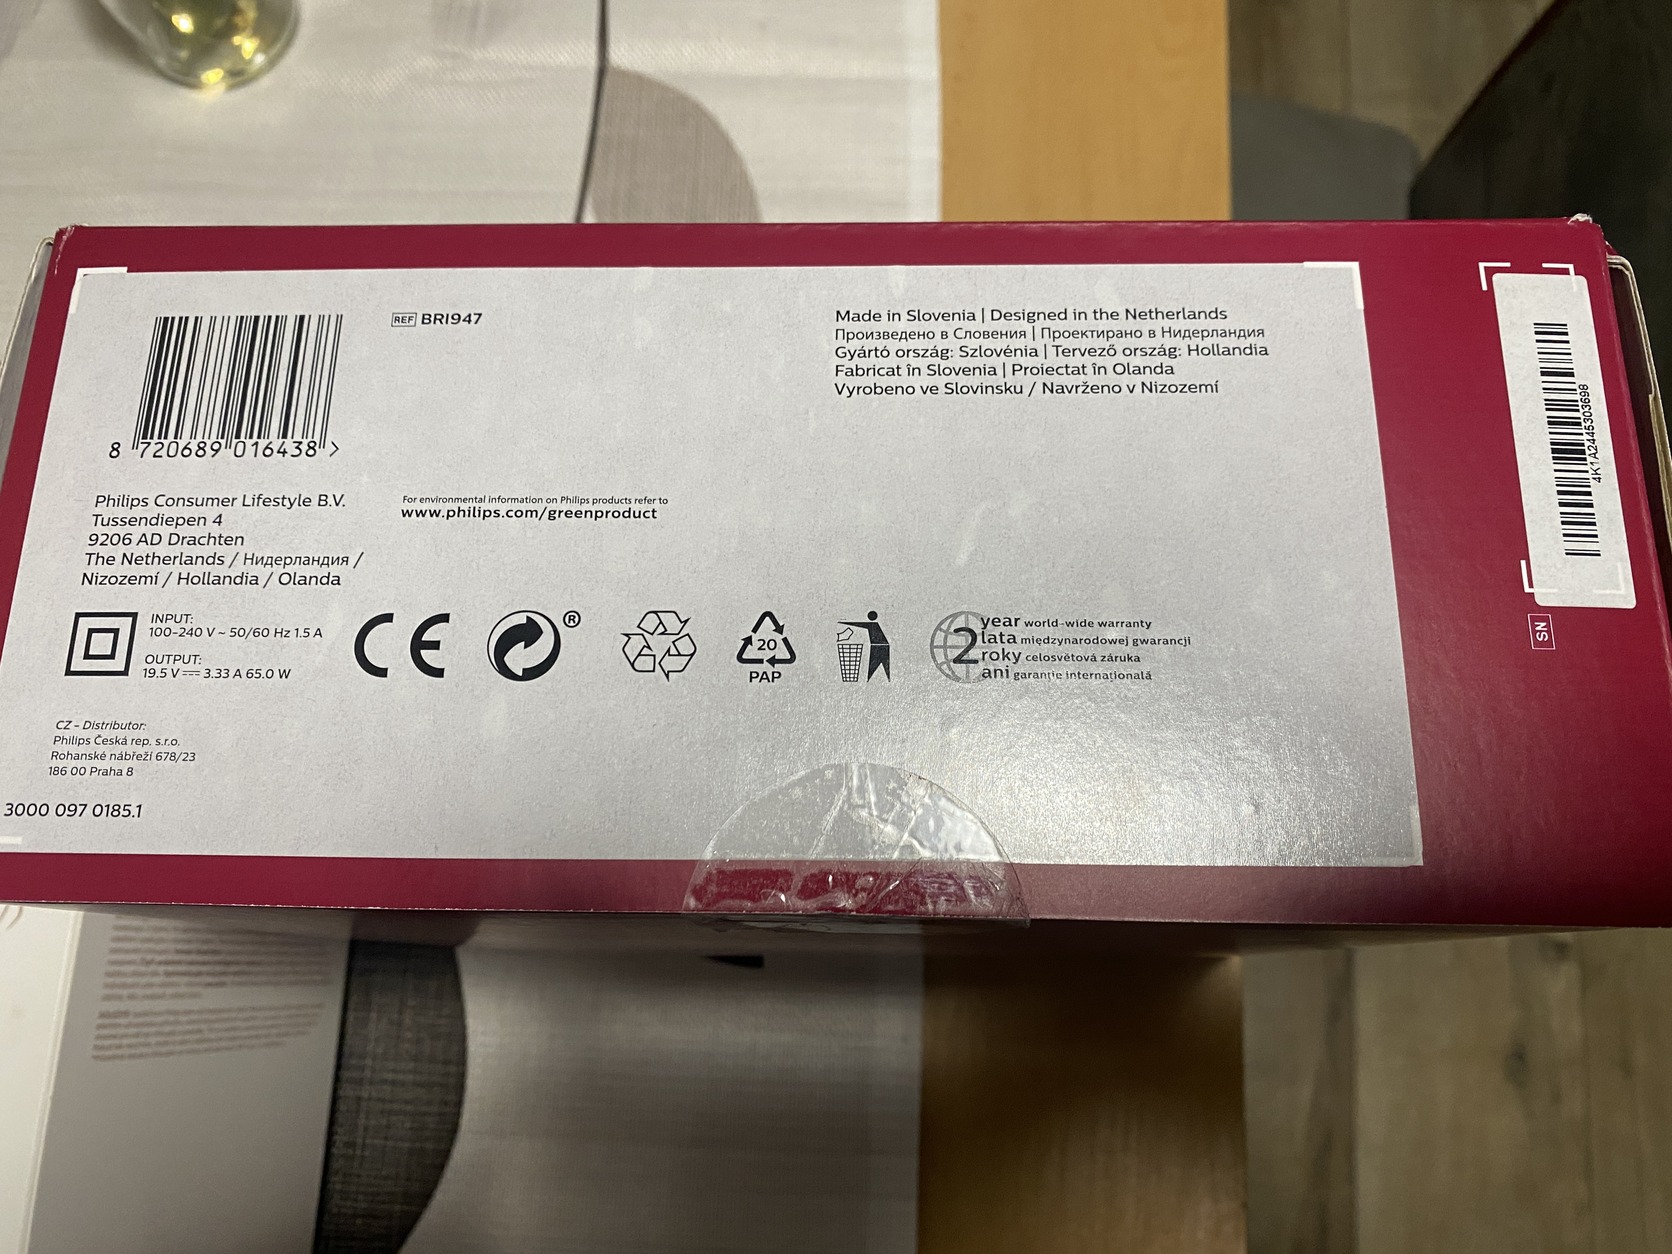 8 720689 016438 >
REF BRI947
Made in Slovenia | Designed in the Netherlands
Произведено в Словения | Проектирано в Нидерландия
Gyártó ország: Szlovénia | Tervező ország: Hollandia
Fabricat în Slovenia | Proiectat în Olanda
Vyrobeno ve Slovinsku / Navrženo v Nizozemí
Philips Consumer Lifestyle B.V.
Tussendiepen 4
9206 AD Drachten
The Netherlands / Нидерландия /
Nizozemí / Hollandia / Olanda
For environmental information on Philips products refer to
www.philips.com/greenproduct
INPUT:
100-240 V ~ 50/60 Hz 1.5 A
OUTPUT:
19.5 V ⎓ 3.33 A 65.0 W
CE
®
20
PAP
2
year world-wide warranty
lata międzynarodowej gwarancji
roky celosvětová záruka
ani garanție internațională
CZ - Distributor:
Philips Česká rep. s.r.o.
Rohanské nábřeží 678/23
186 00 Praha 8
3000 097 0185.1
4K1A2445303698
SN